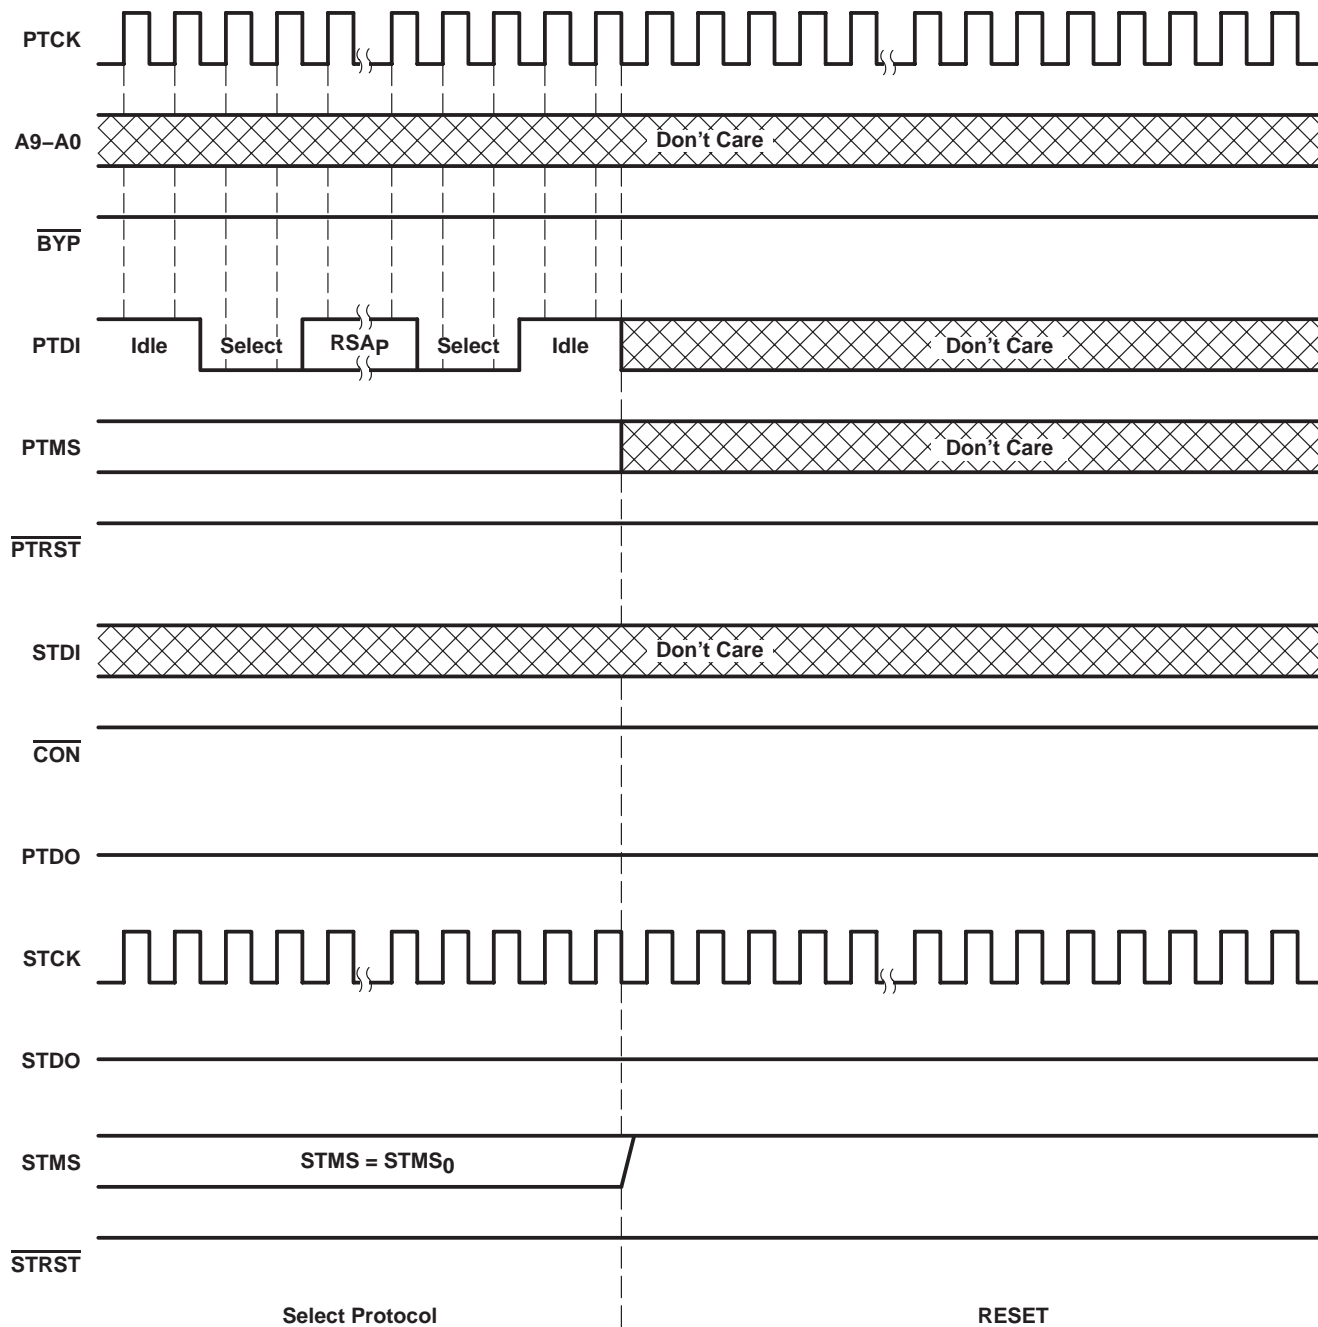 PTCK
A9–A0
Don't Care
BYP
PTDI
Idle
Select
RSAP
Select
Idle
Don't Care
PTMS
Don't Care
PTRST
STDI
Don't Care
CON
PTDO
STCK
STDO
STMS
STMS = STMS0
STRST
Select Protocol
RESET